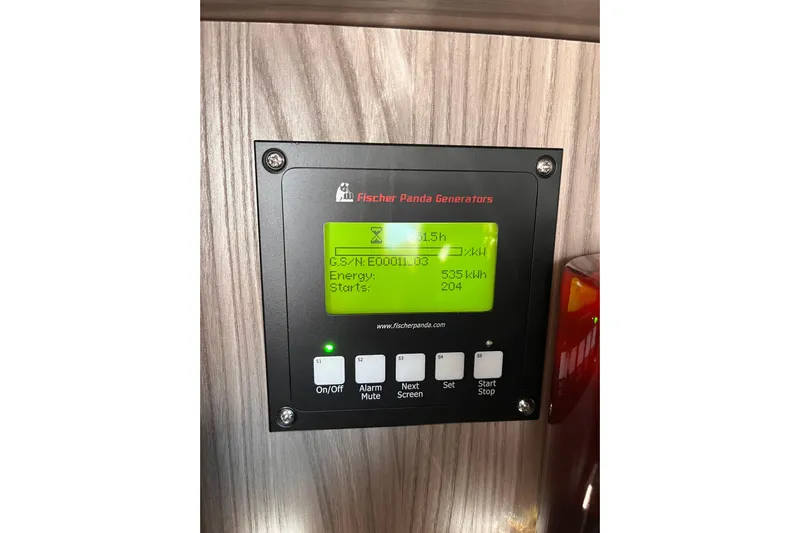 Fischer Panda Generators
61.5h
%kW
G.S/N: E00011_03
Energy: 535 kWh
Starts: 204
www.fischerpanda.com
S1 S2 S3 S4 S5
On/Off Alarm Mute Next Screen Set Start Stop